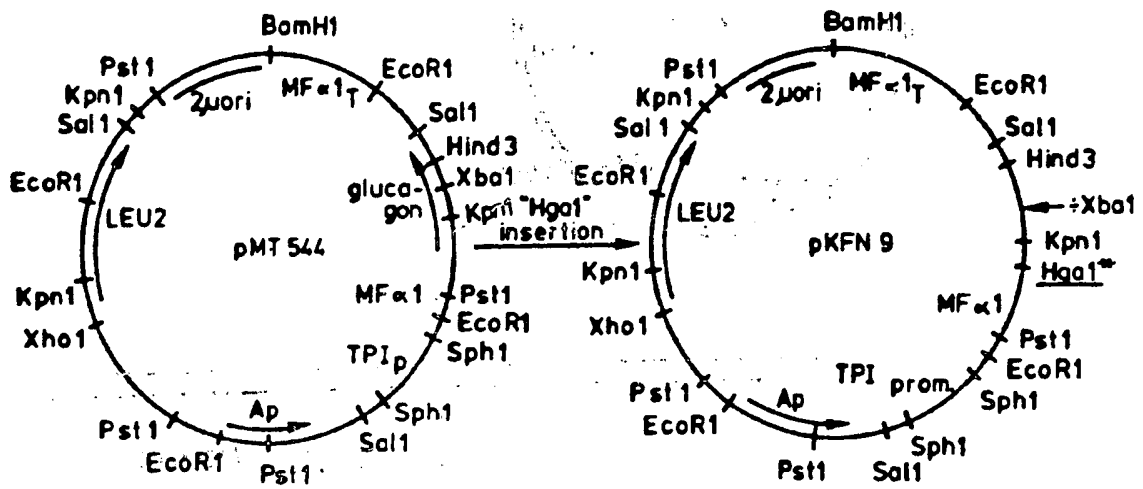 BamH1
Pst1
EcoR1
Kpn1
2μori
MFα1T
Sal1
Sal1
Hind3
EcoR1
gluca-
gon
Xba1
Kpn1
LEU2
pMT 544
"Hga1"
insertion
Kpn1
MFα1
Pst1
EcoR1
Xho1
TPIp
Sph1
Sph1
Pst1
Ap
Sal1
EcoR1
Pst1
BamH1
Pst1
EcoR1
Kpn1
2μori
MFα1T
Sal1
Sal1
Hind3
EcoR1
÷Xba1
LEU2
pKFN 9
Kpn1
Kpn1
Hga1**
Xho1
MFα1
Pst1
EcoR1
TPI prom.
Sph1
Pst1
Ap
EcoR1
Sph1
Sal1
Pst1